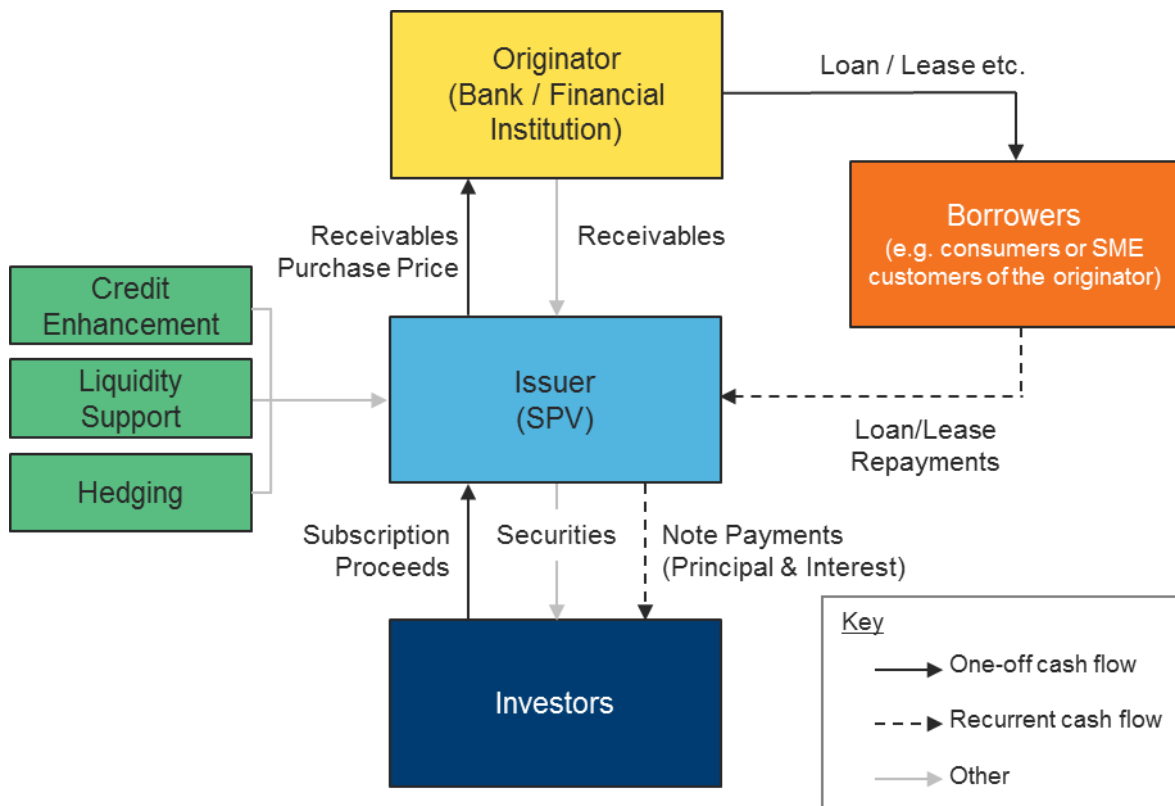 Originator
(Bank / Financial
Institution)
Loan / Lease etc.
Borrowers
(e.g. consumers or SME
customers of the originator)
Receivables
Purchase Price
Receivables
Credit
Enhancement
Liquidity
Support
Hedging
Issuer
(SPV)
Loan/Lease
Repayments
Subscription
Proceeds
Securities
Note Payments
(Principal & Interest)
Investors
Key
One-off cash flow
Recurrent cash flow
Other